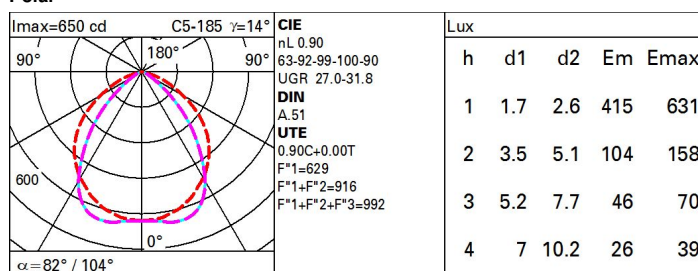 Imax=650 cd C5-185 γ=14°
90° 180° 90°
600
0°
α=82° / 104°
CIE
nL 0.90
63-92-99-100-90
UGR 27.0-31.8
DIN
A.51
UTE
0.90C+0.00T
F"1=629
F"1+F"2=916
F"1+F"2+F"3=992
Lux
h d1 d2 Em Emax
1 1.7 2.6 415 631
2 3.5 5.1 104 158
3 5.2 7.7 46 70
4 7 10.2 26 39